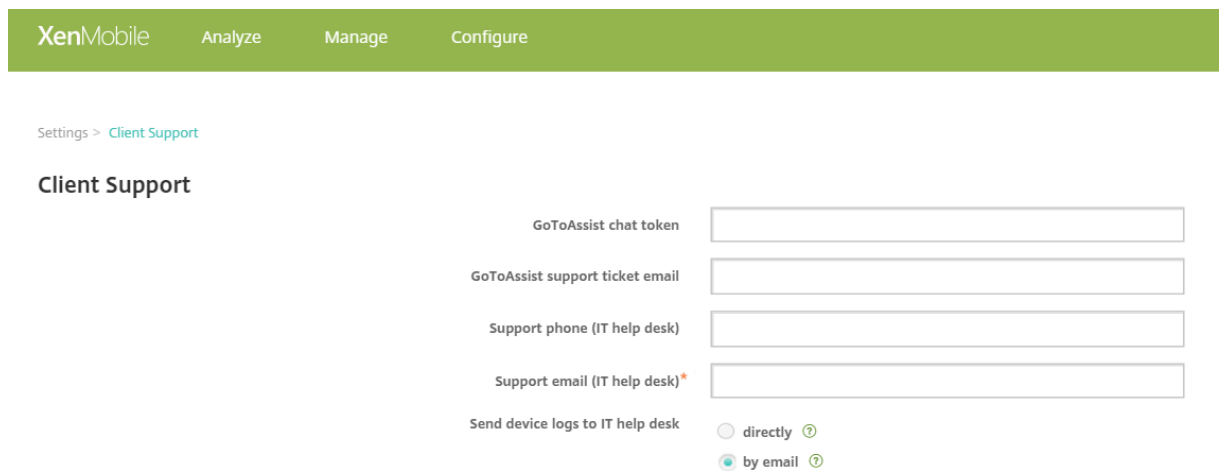 XenMobile Analyze Manage Configure
Settings > Client Support
Client Support
GoToAssist chat token
GoToAssist support ticket email
Support phone (IT help desk)
Support email (IT help desk)*
Send device logs to IT help desk
directly ?
by email ?